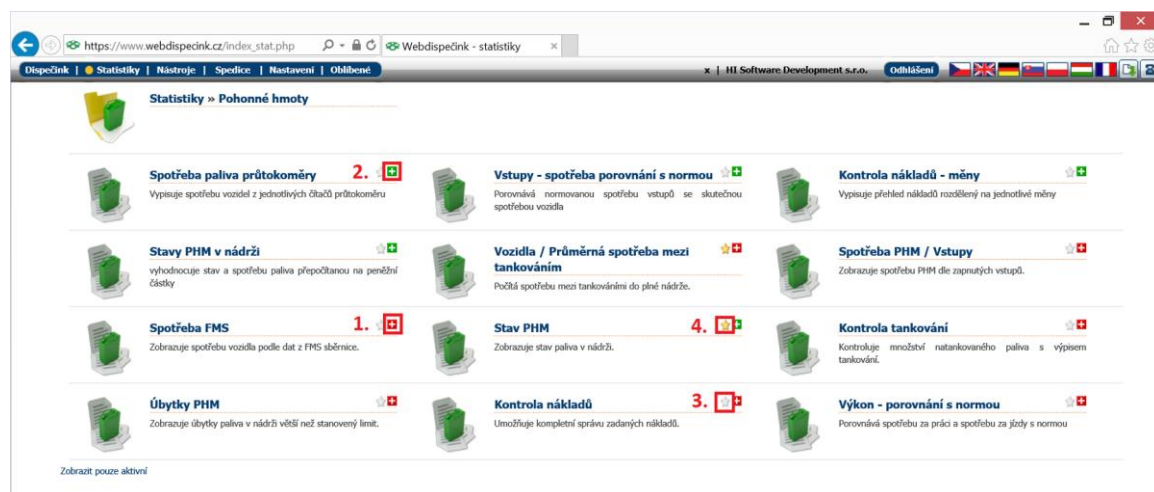 https://www.webdispecink.cz/index_stat.php
Webdispečink - statistiky
Dispečink | Statistiky | Nástroje | Spedice | Nastavení | Oblíbené
x | HI Software Development s.r.o. Odhlášení
Statistiky » Pohonné hmoty
Spotřeba paliva průtokoměry 2.
Vypisuje spotřebu vozidel z jednotlivých čítačů průtokoměru
Vstupy - spotřeba porovnání s normou
Porovnává normovanou spotřebu vstupů se skutečnou
spotřebou vozidla
Kontrola nákladů - měny
Vypisuje přehled nákladů rozdělený na jednotlivé měny
Stavy PHM v nádrži
vyhodnocuje stav a spotřebu paliva přepočítanou na peněžní
částky
Vozidla / Průměrná spotřeba mezi
tankováním
Počítá spotřebu mezi tankováními do plné nádrže.
Spotřeba PHM / Vstupy
Zobrazuje spotřebu PHM dle zapnutých vstupů.
Spotřeba FMS 1.
Zobrazuje spotřebu vozidla podle dat z FMS sběrnice.
Stav PHM 4.
Zobrazuje stav paliva v nádrži.
Kontrola tankování
Kontroluje množství natankovaného paliva s výpisem
tankování.
Úbytky PHM
Zobrazuje úbytky paliva v nádrži větší než stanovený limit.
Kontrola nákladů 3.
Umožňuje kompletní správu zadaných nákladů.
Výkon - porovnání s normou
Porovnává spotřebu za práci a spotřebu za jízdy s normou
Zobrazit pouze aktivní